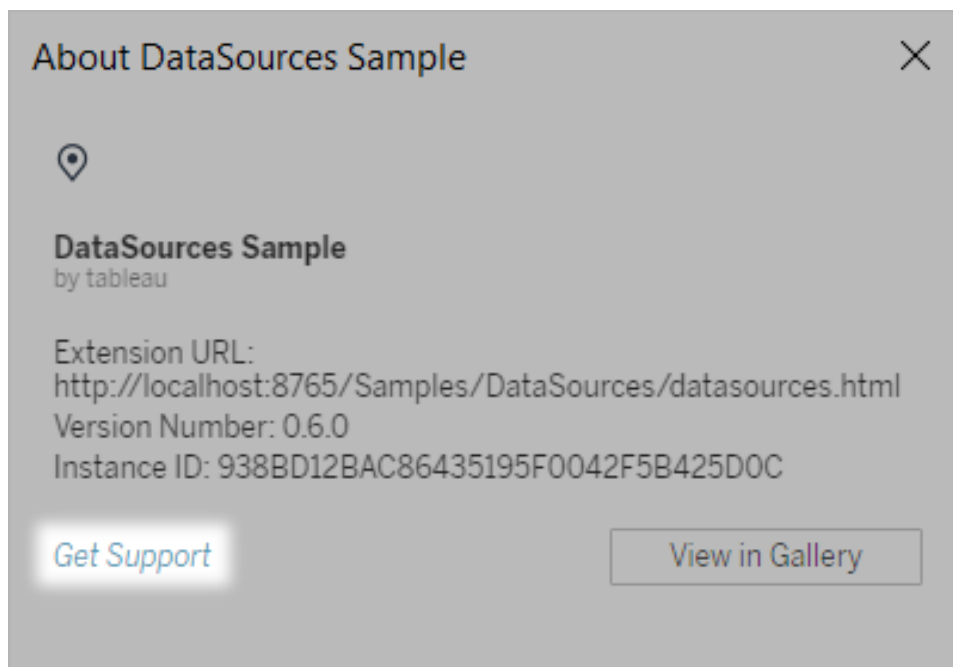 About DataSources Sample
DataSources Sample
by tableau
Extension URL:
http://localhost:8765/Samples/DataSources/datasources.html
Version Number: 0.6.0
Instance ID: 938BD12BAC86435195F0042F5B425D0C
Get Support
View in Gallery